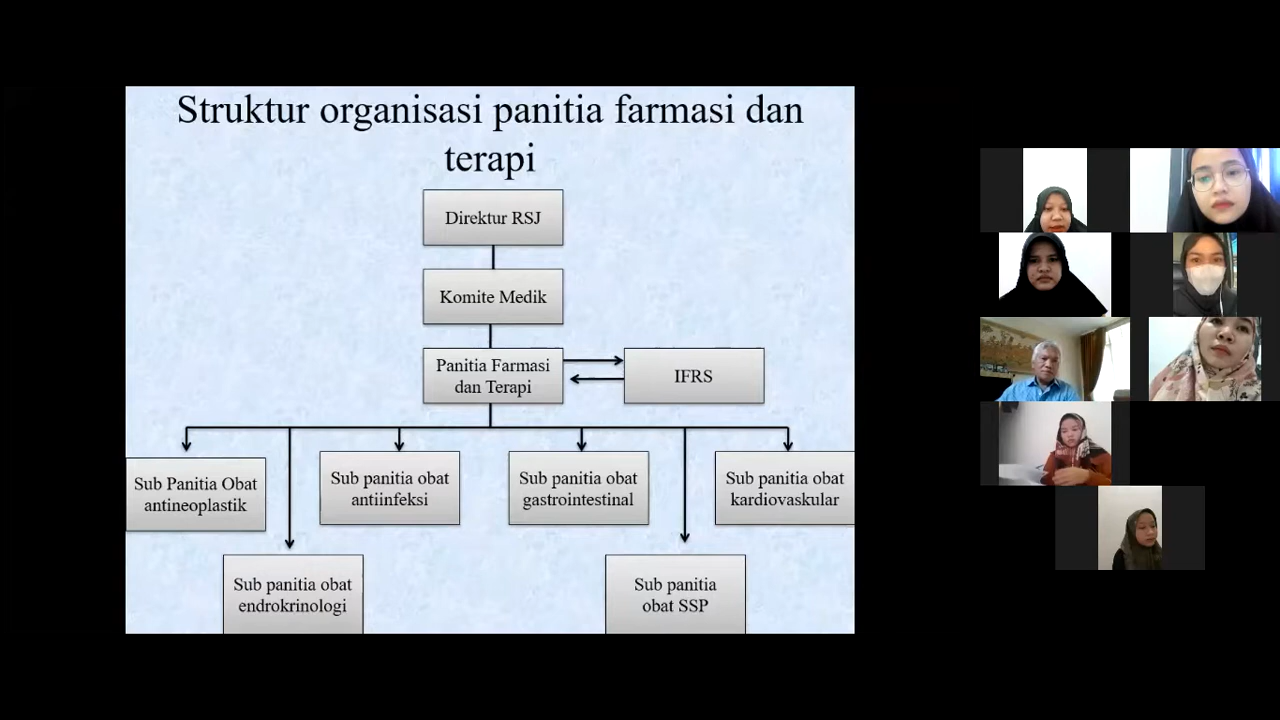 Struktur organisasi panitia farmasi dan
terapi
Direktur RSJ
Komite Medik
Panitia Farmasi
dan Terapi
IFRS
Sub Panitia Obat
antineoplastik
Sub panitia obat
antiinfeksi
Sub panitia obat
gastrointestinal
Sub panitia obat
kardiovaskular
Sub panitia obat
endrokrinologi
Sub panitia
obat SSP